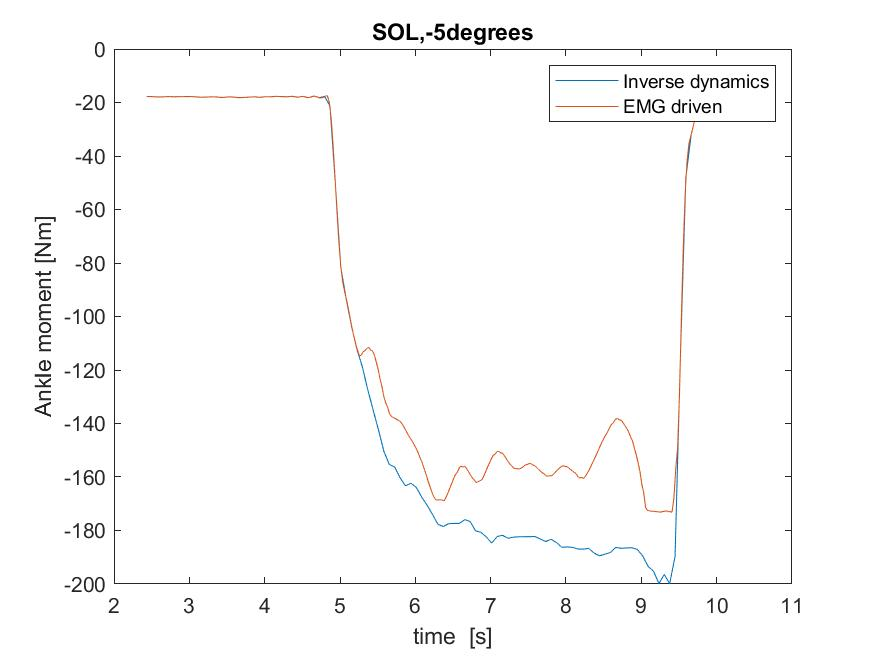 SOL,-5degrees
Ankle moment [Nm]
0
-20
-40
-60
-80
-100
-120
-140
-160
-180
-200
Inverse dynamics
EMG driven
2 3 4 5 6 7 8 9 10 11
time [s]